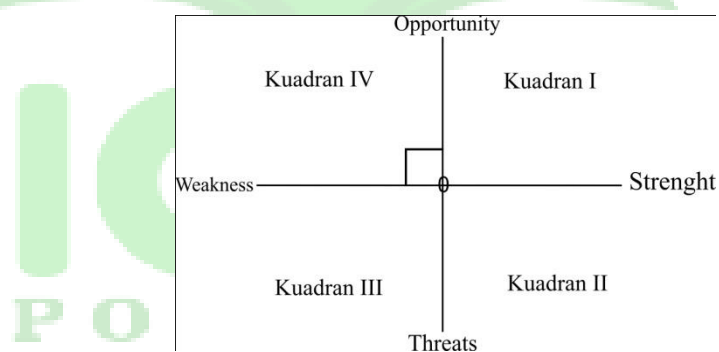 Opportunity
Kuadran IV
Kuadran I
Weakness
0
Strenght
Kuadran III
Kuadran II
Threats
P O